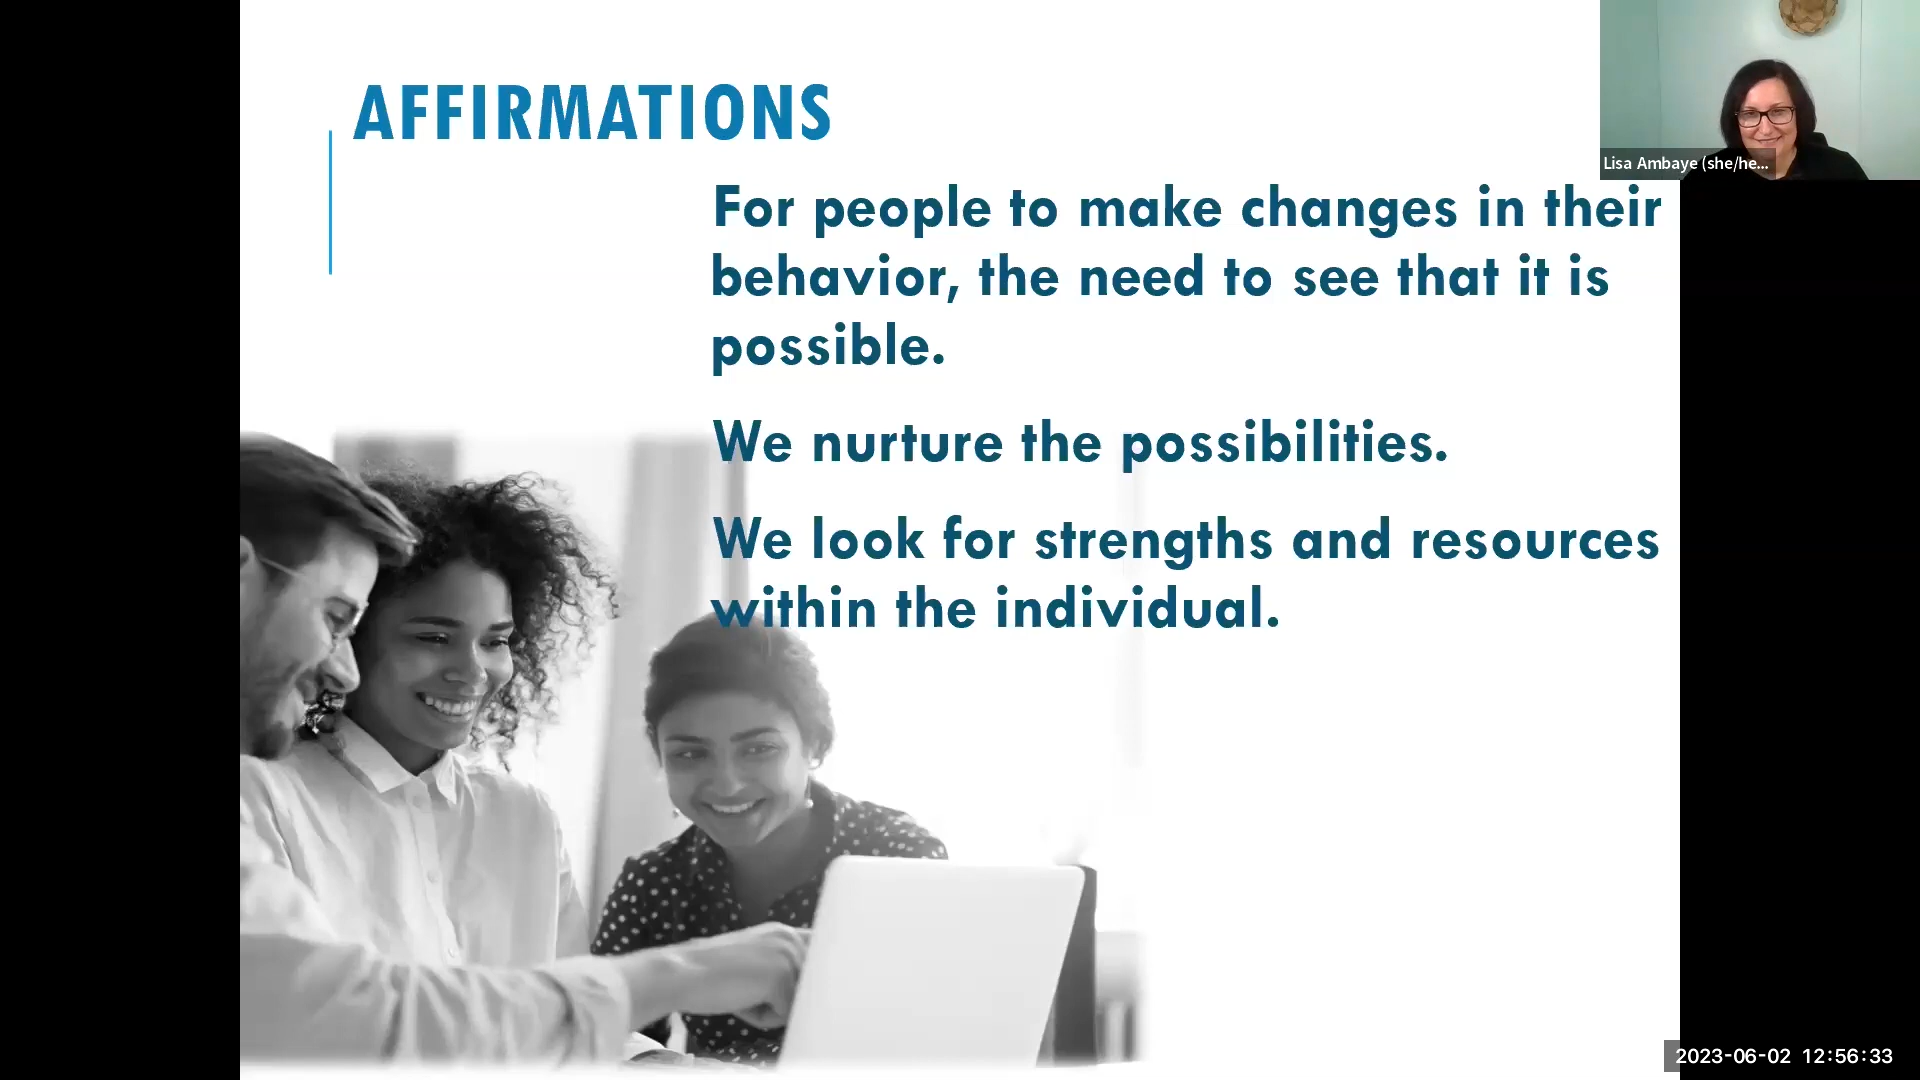 AFFIRMATIONS
For people to make changes in their
behavior, the need to see that it is
possible.
We nurture the possibilities.
We look for strengths and resources
within the individual.
Lisa Ambaye (she/he...
2023-06-02 12:56:33